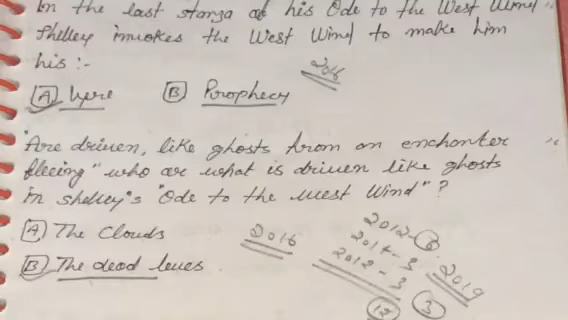 In the last stanza of his Ode to the West Wind,
Shelley invokes the West Wind to make him
his :-
2016
A lyre B Prophecy
"Are driven, like ghosts from an enchanter
fleeing" who are what is driven like ghosts
in Shelley's "Ode to the West Wind"?
A The Clouds
B The dead leves
2016
2012-6
2014-3
2012-3
12
2019
3